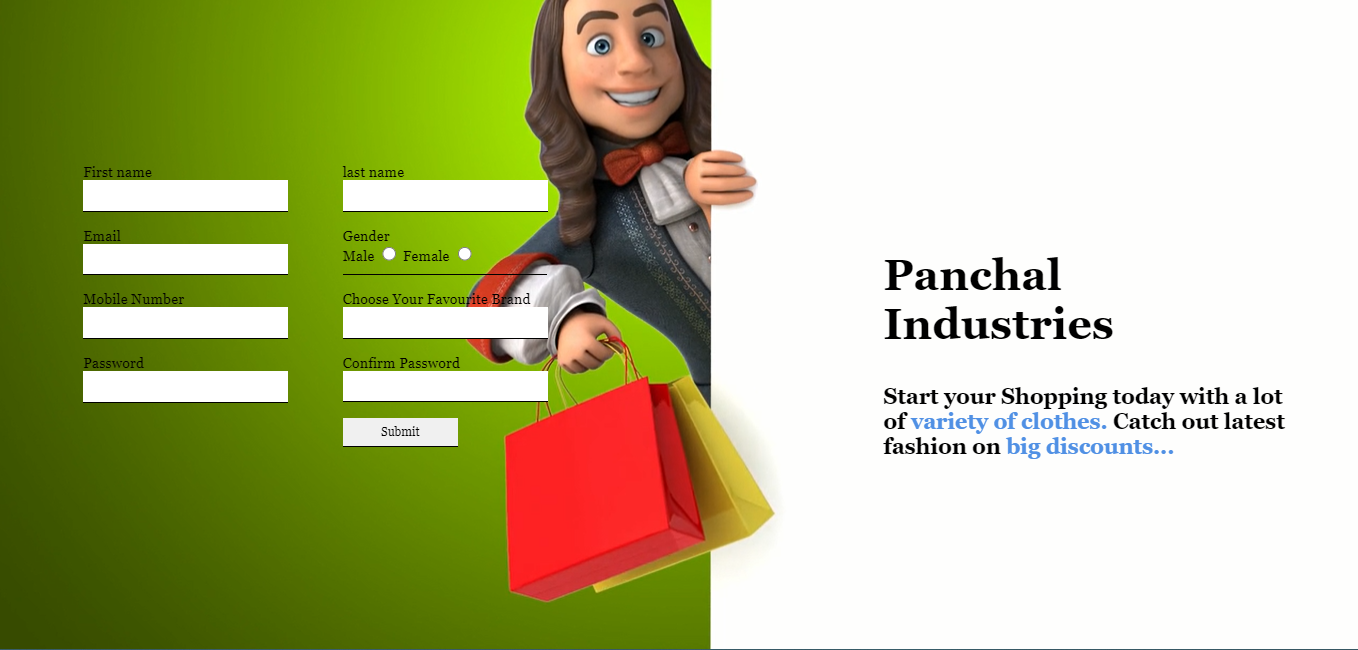 First name
last name
Email
Gender
Male Female
Mobile Number
Choose Your Favourite Brand
Password
Confirm Password
Submit
Panchal
Industries
Start your Shopping today with a lot
of variety of clothes. Catch out latest
fashion on big discounts...